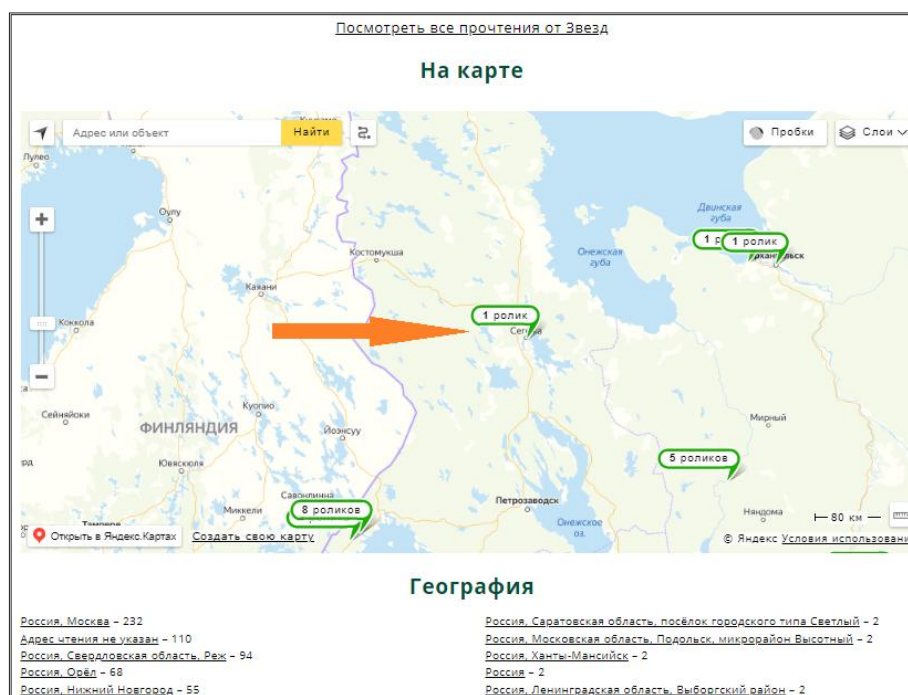 Посмотреть все прочтения от Звезд
На карте
Адрес или объект
Найти
Пробки
Слои
Лулео
Оулу
Двинская губа
1 ролик
Костомукша
Онежская губа
Каяани
1 ролик
Коккола
Сейняйоки
Куопио
ФИНЛЯНДИЯ
Йоэнсуу
Мирный
Ювяскюля
5 роликов
Савонлинна
8 роликов
Миккели
Петрозаводск
Онежское оз.
Няндома
80 км
Открыть в Яндекс.Картах
Создать свою карту
© Яндекс Условия использовани
География
Россия, Москва – 232
Адрес чтения не указан – 110
Россия, Свердловская область, Реж – 94
Россия, Орёл – 68
Россия, Нижний Новгород – 55
Россия, Саратовская область, посёлок городского типа Светлый – 2
Россия, Московская область, Подольск, микрорайон Высотный – 2
Россия, Ханты-Мансийск – 2
Россия – 2
Россия, Ленинградская область, Выборгский район – 2